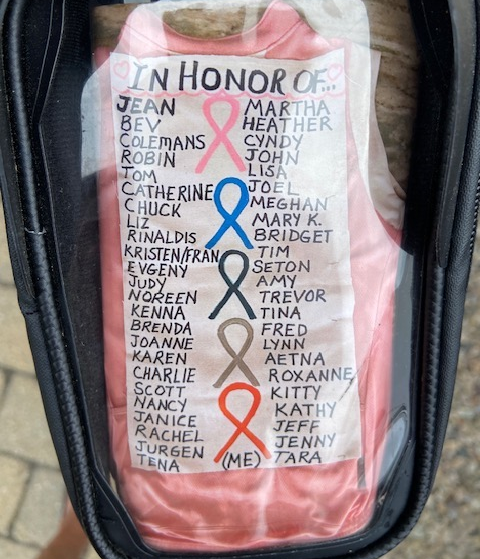 IN HONOR OF...
JEAN
BEV
COLEMANS
ROBIN
TOM
CATHERINE
CHUCK
LIZ
RINALDIS
KRISTEN/FRAN
EVGENY
JUDY
NOREEN
KENNA
BRENDA
JOANNE
KAREN
CHARLIE
SCOTT
NANCY
JANICE
RACHEL
JURGEN
TENA
(ME)
MARTHA
HEATHER
CYNDY
JOHN
LISA
JOEL
MEGHAN
MARY K.
BRIDGET
TIM
SETON
AMY
TREVOR
TINA
FRED
LYNN
AETNA
ROXANNE
KITTY
KATHY
JEFF
JENNY
TARA